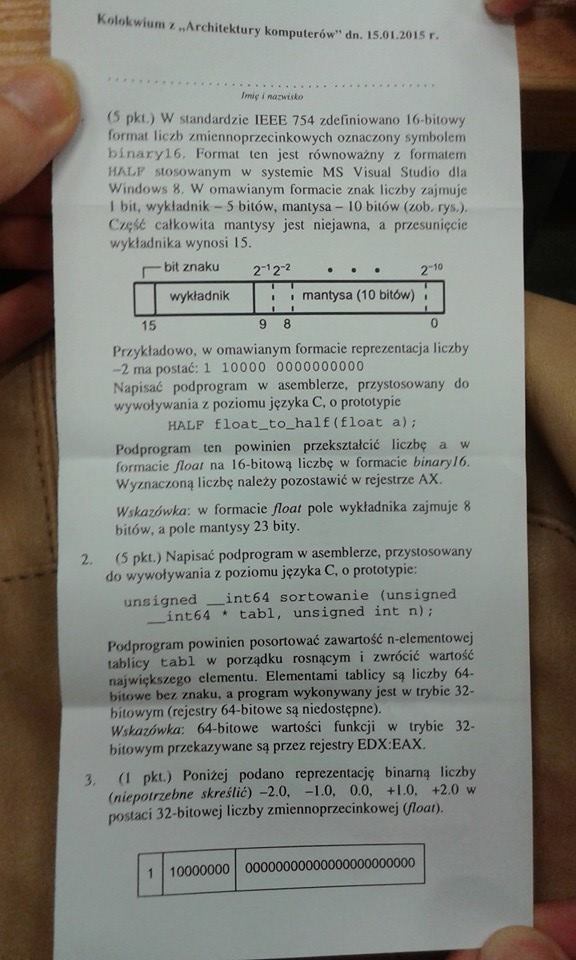 Kolokwium z „Architektury komputerów” dn. 15.01.2015 r.
Imię i nazwisko
(5 pkt.) W standardzie IEEE 754 zdefiniowano 16-bitowy
format liczb zmiennoprzecinkowych oznaczony symbolem
binary16. Format ten jest równoważny z formatem
HALF stosowanym w systemie MS Visual Studio dla
Windows 8. W omawianym formacie znak liczby zajmuje
1 bit, wykładnik – 5 bitów, mantysa – 10 bitów (zob. rys.).
Część całkowita mantysy jest niejawna, a przesunięcie
wykładnika wynosi 15.
bit znaku 2⁻¹ 2⁻² • • • 2⁻¹⁰
wykładnik mantysa (10 bitów)
15 9 8 0
Przykładowo, w omawianym formacie reprezentacja liczby
–2 ma postać: 1 10000 0000000000
Napisać podprogram w asemblerze, przystosowany do
wywoływania z poziomu języka C, o prototypie
HALF float_to_half(float a);
Podprogram ten powinien przekształcić liczbę a w
formacie float na 16-bitową liczbę w formacie binary16.
Wyznaczoną liczbę należy pozostawić w rejestrze AX.
Wskazówka: w formacie float pole wykładnika zajmuje 8
bitów, a pole mantysy 23 bity.
2. (5 pkt.) Napisać podprogram w asemblerze, przystosowany
do wywoływania z poziomu języka C, o prototypie:
unsigned __int64 sortowanie (unsigned
__int64 * tabl, unsigned int n);
Podprogram powinien posortować zawartość n-elementowej
tablicy tabl w porządku rosnącym i zwrócić wartość
największego elementu. Elementami tablicy są liczby 64-
bitowe bez znaku, a program wykonywany jest w trybie 32-
bitowym (rejestry 64-bitowe są niedostępne).
Wskazówka: 64-bitowe wartości funkcji w trybie 32-
bitowym przekazywane są przez rejestry EDX:EAX.
3. (1 pkt.) Poniżej podano reprezentację binarną liczby
(niepotrzebne skreślić) –2.0, –1.0, 0.0, +1.0, +2.0 w
postaci 32-bitowej liczby zmiennoprzecinkowej (float).
1 10000000 00000000000000000000000